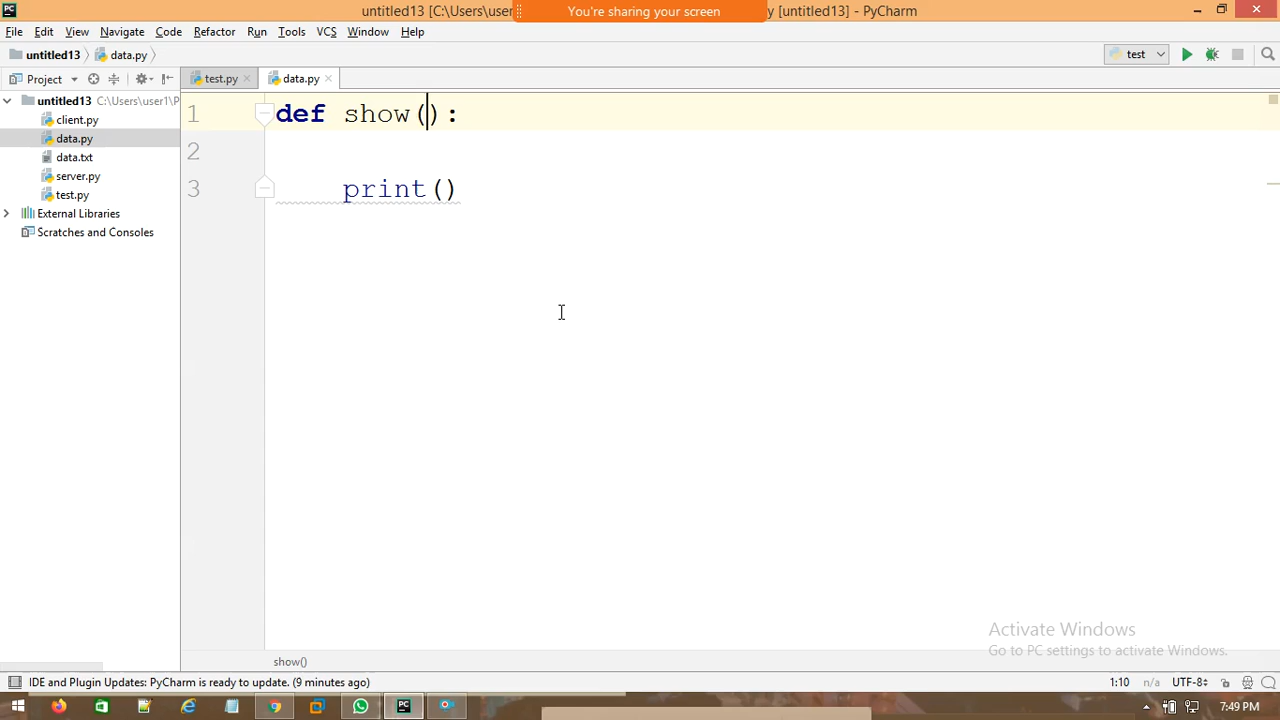 untitled13 [C:\Users\user
You're sharing your screen
y [untitled13] - PyCharm
File Edit View Navigate Code Refactor Run Tools VCS Window Help
untitled13 data.py
test
Project
test.py data.py
untitled13 C:\Users\user1\P
client.py
data.py
data.txt
server.py
test.py
External Libraries
Scratches and Consoles
1 def show():
2
3 print()
Activate Windows
Go to PC settings to activate Windows.
show()
IDE and Plugin Updates: PyCharm is ready to update. (9 minutes ago)
1:10 n/a UTF-8
7:49 PM